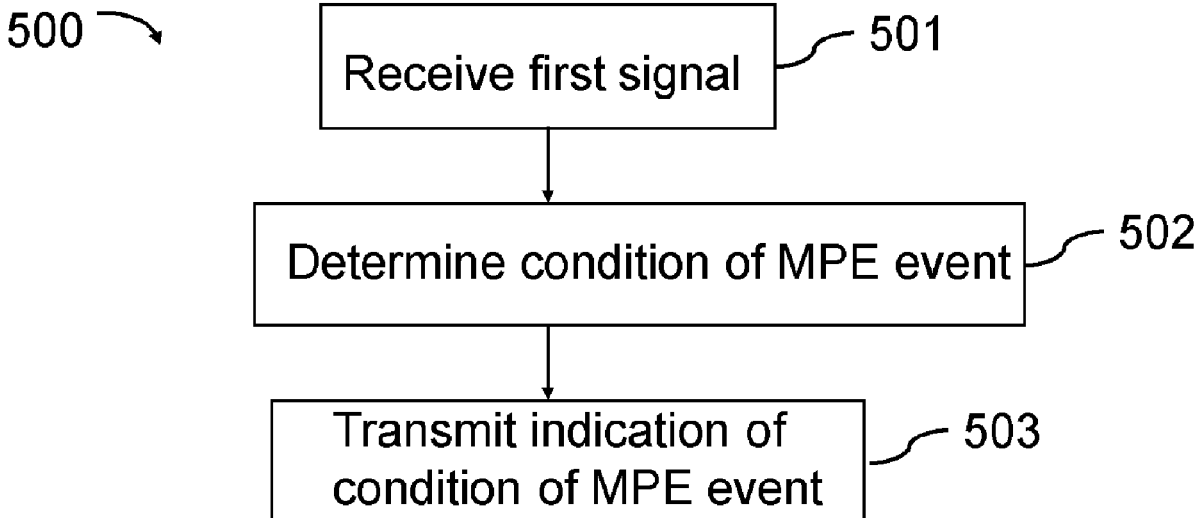 500
501
Receive first signal
502
Determine condition of MPE event
503
Transmit indication of
condition of MPE event